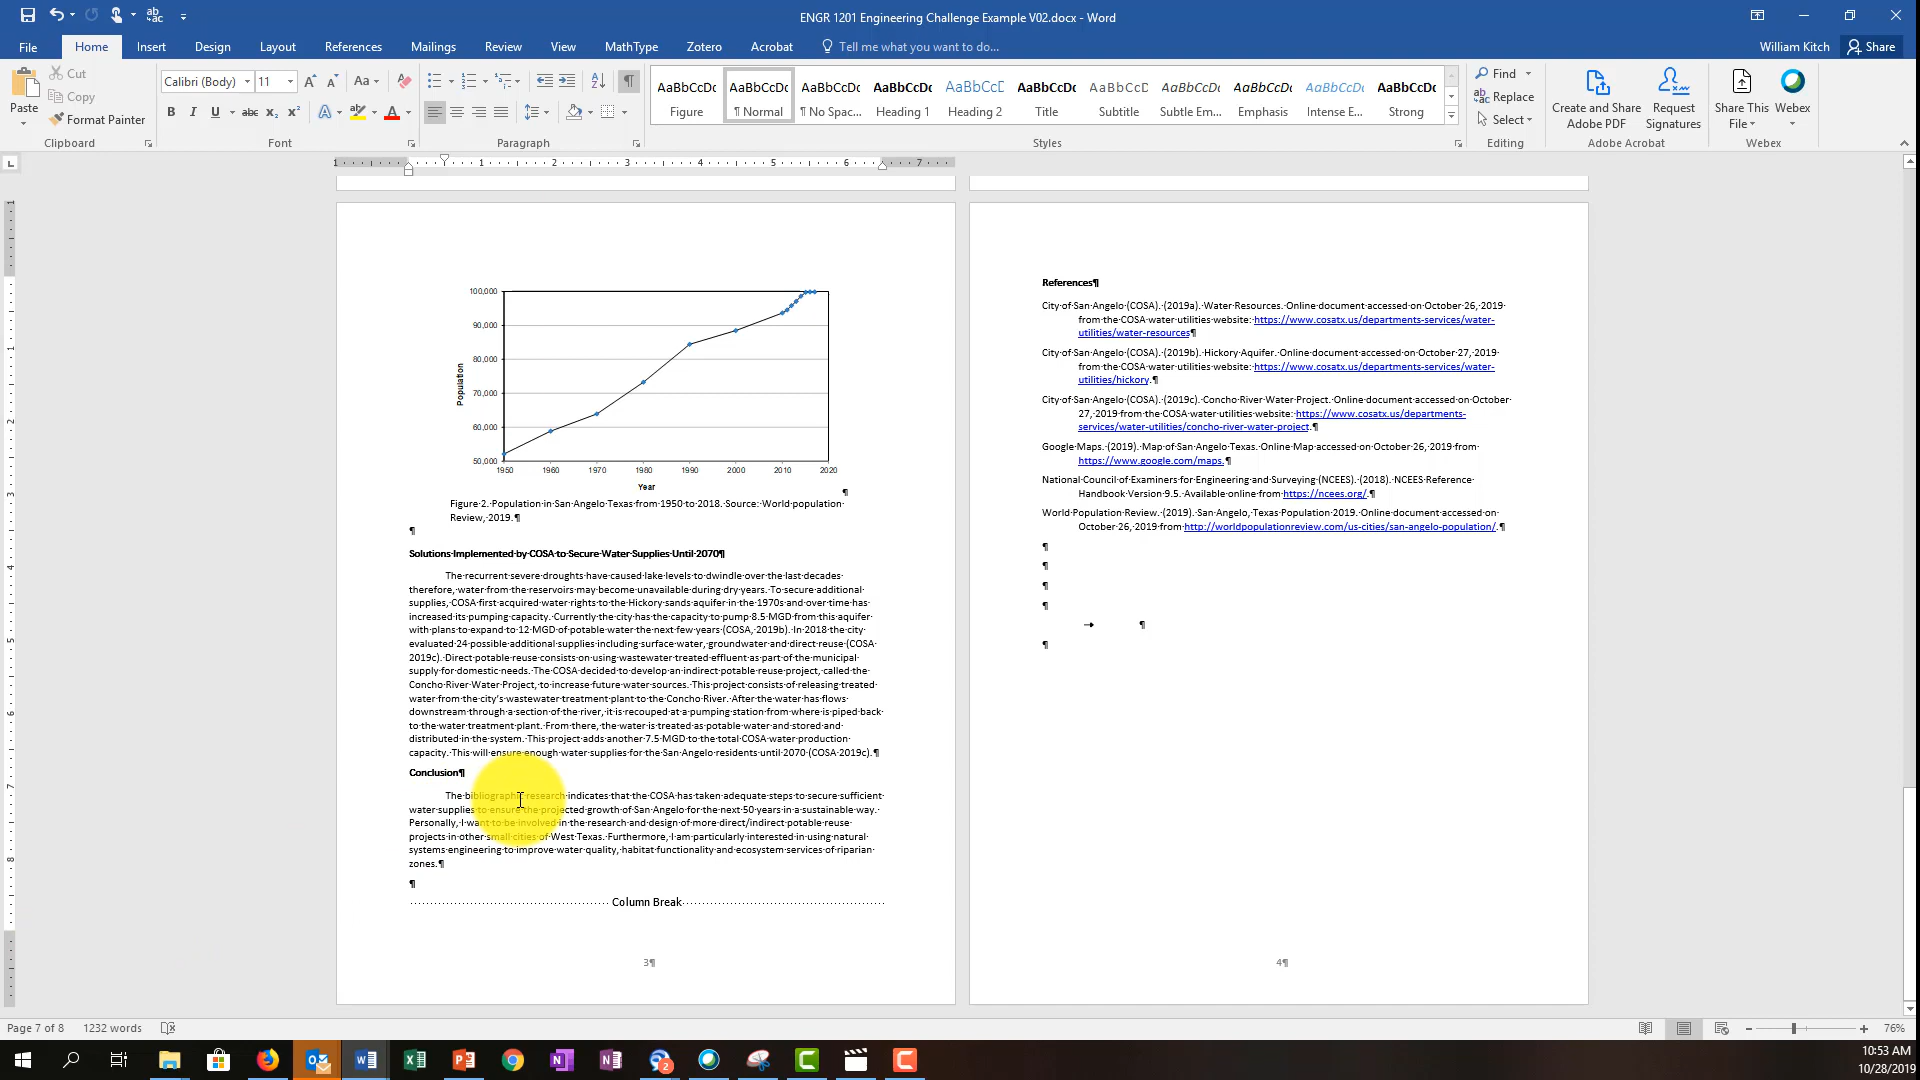 ENGR 1201 Engineering Challenge Example V02.docx - Word
File Home Insert Design Layout References Mailings Review View MathType Zotero Acrobat Tell me what you want to do... William Kitch Share
Paste
Cut
Copy
Format Painter
Clipboard
Calibri (Body) 11
Font
Paragraph
AaBbCcDc AaBbCcDc AaBbCcDc AaBbCcDc AaBbCcD AaBbCcDc AaBbCcD AaBbCcDc AaBbCcDc AaBbCcDc AaBbCcDc
Figure ¶ Normal ¶ No Spac... Heading 1 Heading 2 Title Subtitle Subtle Em... Emphasis Intense E... Strong
Styles
Find
Replace
Select
Editing
Create and Share
Adobe PDF
Request
Signatures
Adobe Acrobat
Share This
File
Webex
Webex
100,000
90,000
80,000
70,000
60,000
50,000
Population
1950 1960 1970 1980 1990 2000 2010 2020
Year
¶
Figure 2. Population in San Angelo Texas from 1950 to 2018. Source: World population
Review, 2019.¶
¶
Solutions Implemented by COSA to Secure Water Supplies Until 2070¶
The recurrent severe droughts have caused lake levels to dwindle over the last decades
therefore, water from the reservoirs may become unavailable during dry years. To secure additional
supplies, COSA first acquired water rights to the Hickory sands aquifer in the 1970s and over time has
increased its pumping capacity. Currently the city has the capacity to pump 8.5 MGD from this aquifer
with plans to expand to 12 MGD of potable water the next few years (COSA, 2019b). In 2018 the city
evaluated 24 possible additional supplies including surface water, groundwater and direct reuse (COSA
2019c). Direct potable reuse consists on using wastewater treated effluent as part of the municipal
supply for domestic needs. The COSA decided to develop an indirect potable reuse project, called the
Concho River Water Project, to increase future water sources. This project consists of releasing treated
water from the city's wastewater treatment plant to the Concho River. After the water has flows
downstream through a section of the river, it is recouped at a pumping station from where is piped back
to the water treatment plant. From there, the water is treated as potable water and stored and
distributed in the system. This project adds another 7.5 MGD to the total COSA water production
capacity. This will ensure enough water supplies for the San Angelo residents until 2070 (COSA 2019c).¶
Conclusion¶
The bibliographic research indicates that the COSA has taken adequate steps to secure sufficient
water supplies to ensure the projected growth of San Angelo for the next 50 years in a sustainable way.
Personally, I want to be involved in the research and design of more direct/indirect potable reuse
projects in other small cities of West Texas. Furthermore, I am particularly interested in using natural
systems engineering to improve water quality, habitat functionality and ecosystem services of riparian
zones.¶
¶
Column Break
3¶
References¶
City of San Angelo (COSA). (2019a). Water Resources. Online document accessed on October 26, 2019
from the COSA water utilities website: https://www.cosatx.us/departments-services/water-
utilities/water-resources¶
City of San Angelo (COSA). (2019b). Hickory Aquifer. Online document accessed on October 27, 2019
from the COSA water utilities website: https://www.cosatx.us/departments-services/water-
utilities/hickory.¶
City of San Angelo (COSA). (2019c). Concho River Water Project. Online document accessed on October
27, 2019 from the COSA water utilities website: https://www.cosatx.us/departments-
services/water-utilities/concho-river-water-project.¶
Google Maps. (2019). Map of San Angelo Texas. Online Map accessed on October 26, 2019 from
https://www.google.com/maps.¶
National Council of Examiners for Engineering and Surveying (NCEES). (2018). NCEES Reference
Handbook Version 9.5. Available online from https://ncees.org/.¶
World Population Review. (2019). San Angelo, Texas Population 2019. Online document accessed on
October 26, 2019 from http://worldpopulationreview.com/us-cities/san-angelo-population/.¶
¶
¶
¶
¶
→ ¶
¶
4¶
Page 7 of 8 1232 words 76%
10:53 AM
10/28/2019